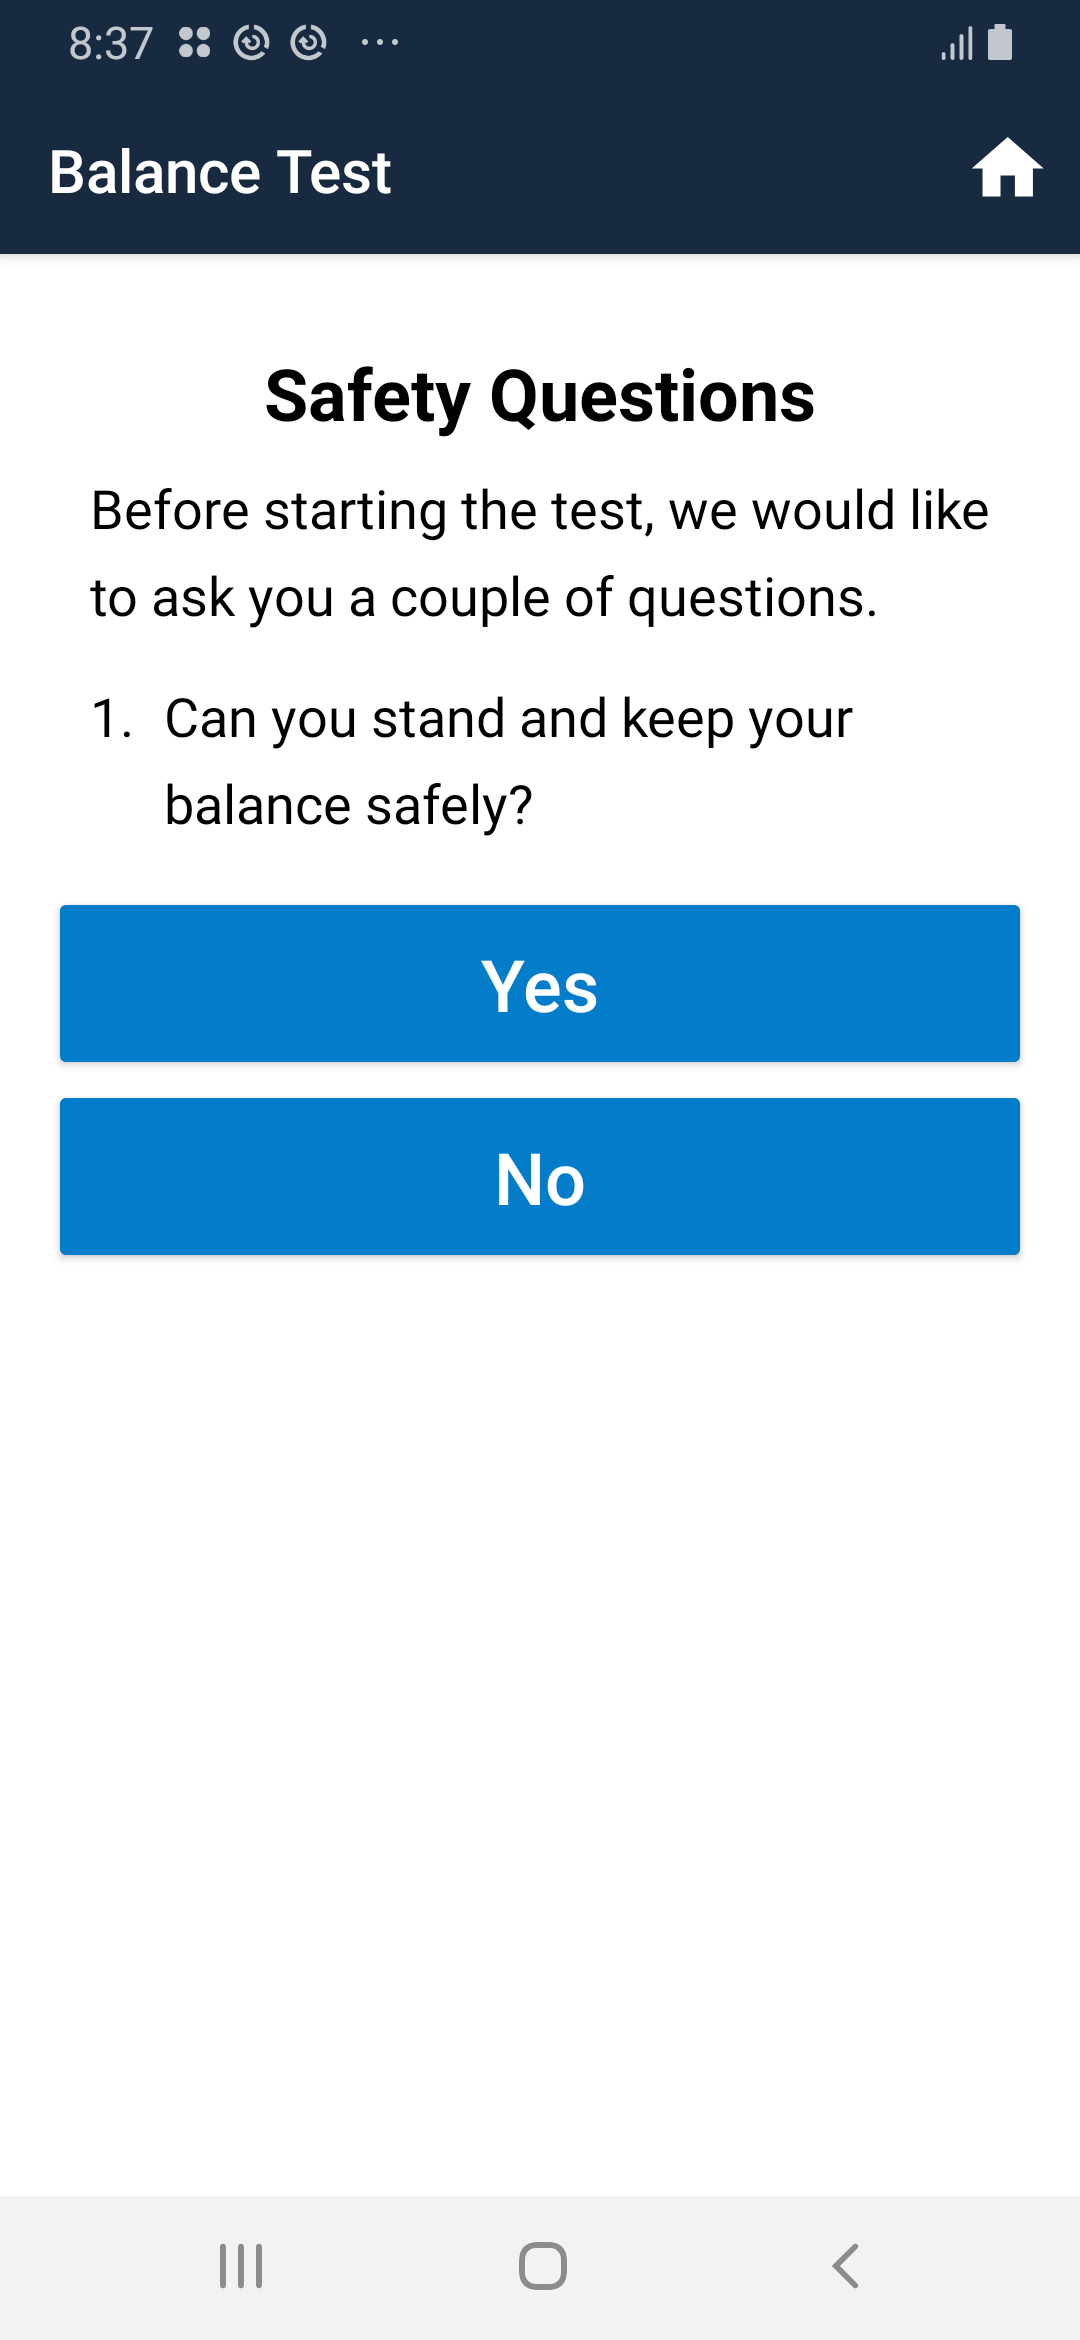 8:37
Balance Test
Safety Questions
Before starting the test, we would like
to ask you a couple of questions.
1. Can you stand and keep your
balance safely?
Yes
No